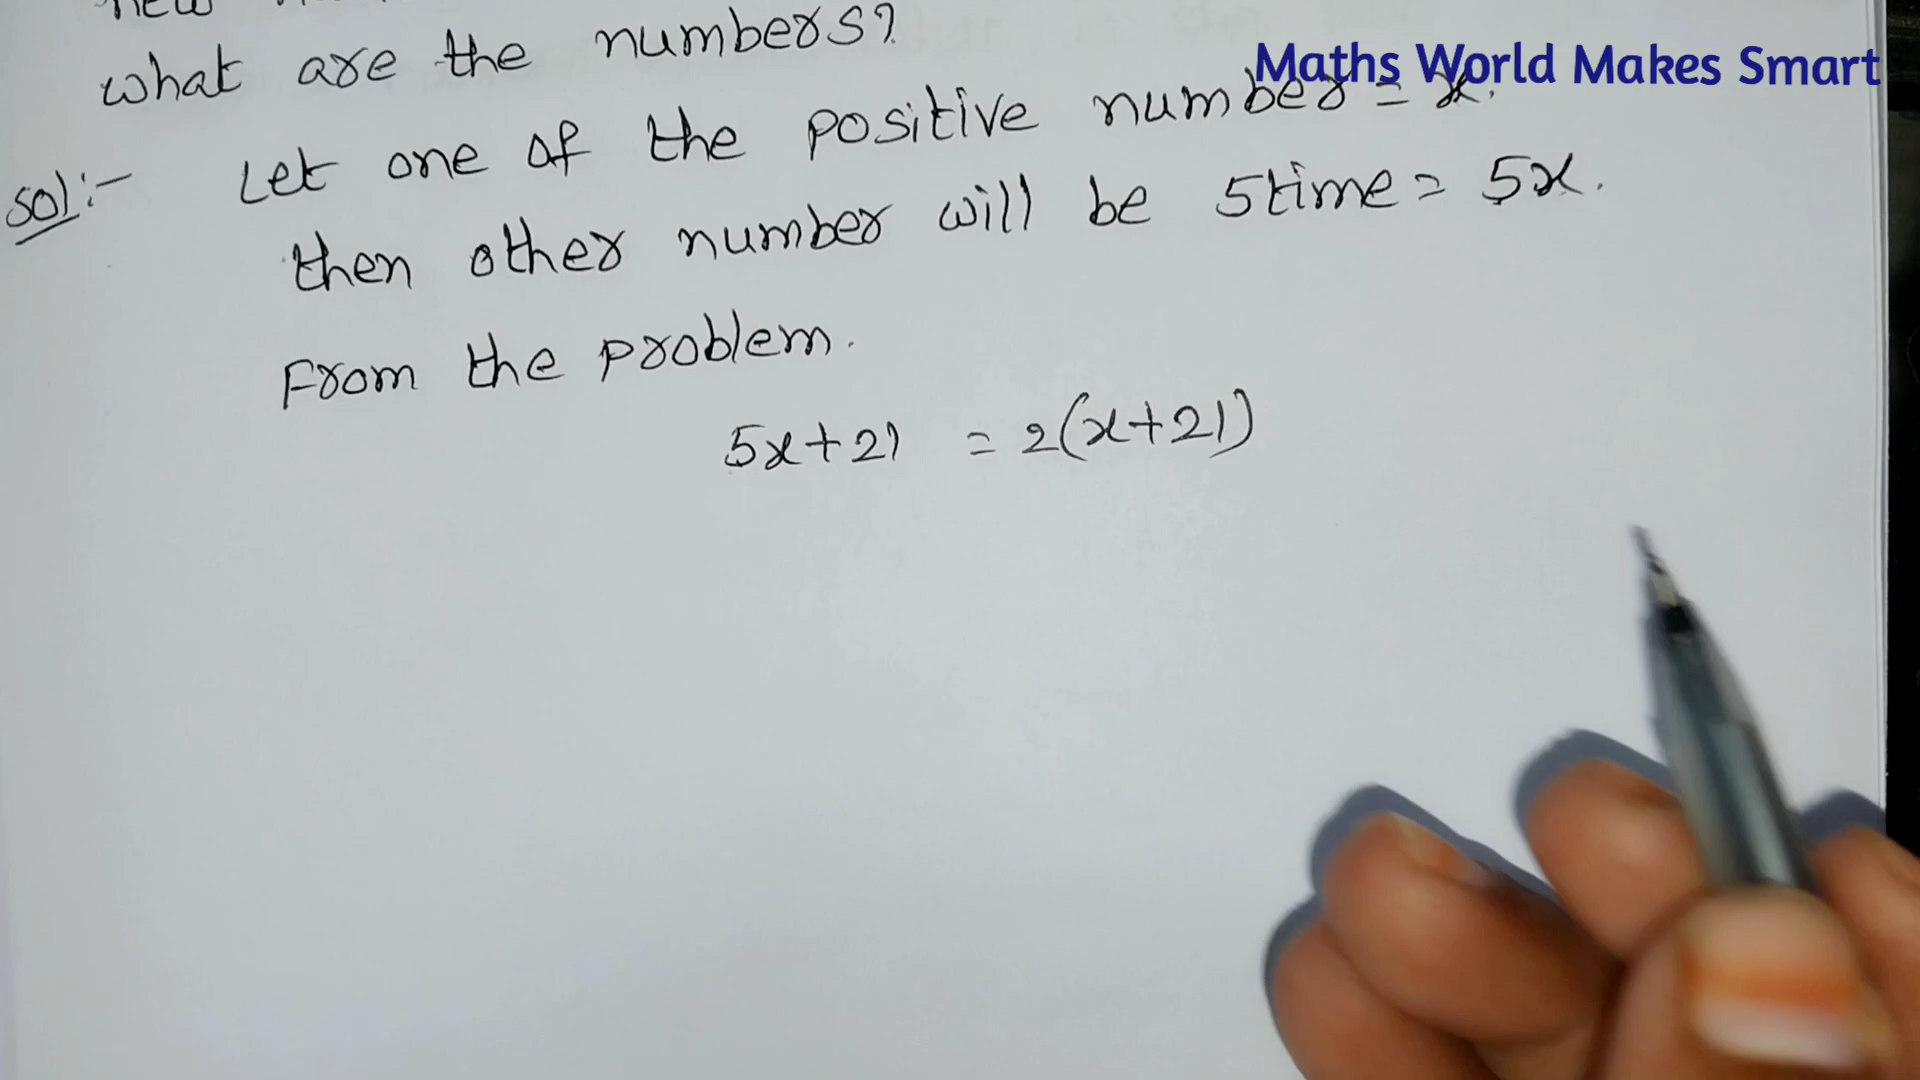 new
what are the numbers?
Maths World Makes Smart
Sol:- Let one of the positive number = x.
then other number will be 5time = 5x.
From the problem.
5x+21 = 2(x+21)